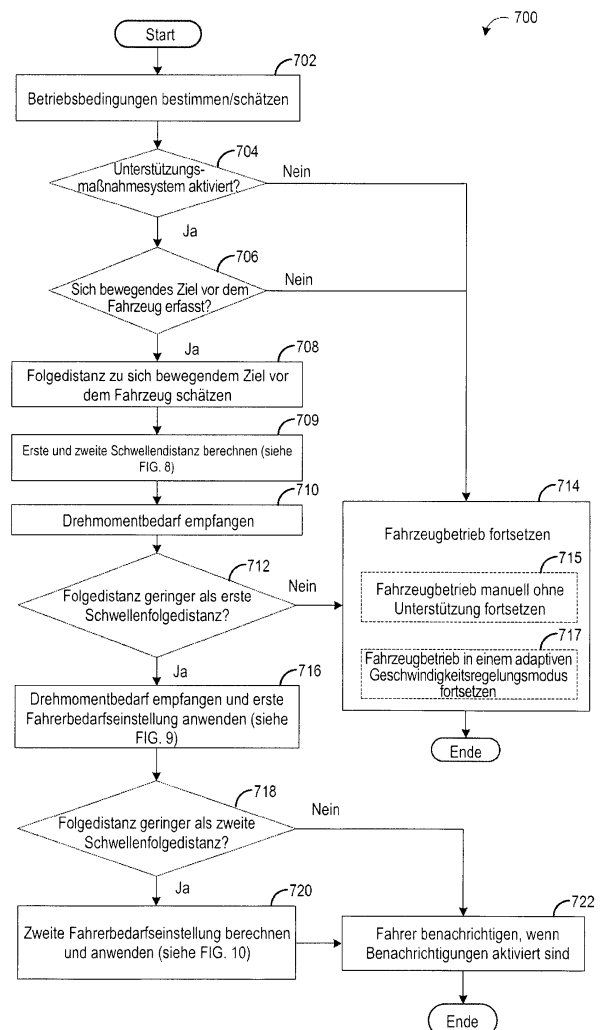 700
Start
702
Betriebsbedingungen bestimmen/schätzen
704
Unterstützungs-
maßnahmesystem aktiviert?
Nein
Ja
706
Sich bewegendes Ziel vor dem
Fahrzeug erfasst?
Nein
Ja
708
Folgedistanz zu sich bewegendem Ziel vor
dem Fahrzeug schätzen
709
Erste und zweite Schwellendistanz berechnen (siehe
FIG. 8)
710
Drehmomentbedarf empfangen
712
Folgedistanz geringer als erste
Schwellenfolgedistanz?
Nein
Ja
714
Fahrzeugbetrieb fortsetzen
715
Fahrzeugbetrieb manuell ohne
Unterstützung fortsetzen
717
Fahrzeugbetrieb in einem adaptiven
Geschwindigkeitsregelungsmodus
fortsetzen
Ende
716
Drehmomentbedarf empfangen und erste
Fahrerbedarfseinstellung anwenden (siehe
FIG. 9)
718
Folgedistanz geringer als zweite
Schwellenfolgedistanz?
Nein
Ja
720
Zweite Fahrerbedarfseinstellung berechnen
und anwenden (siehe FIG. 10)
722
Fahrer benachrichtigen, wenn
Benachrichtigungen aktiviert sind
Ende